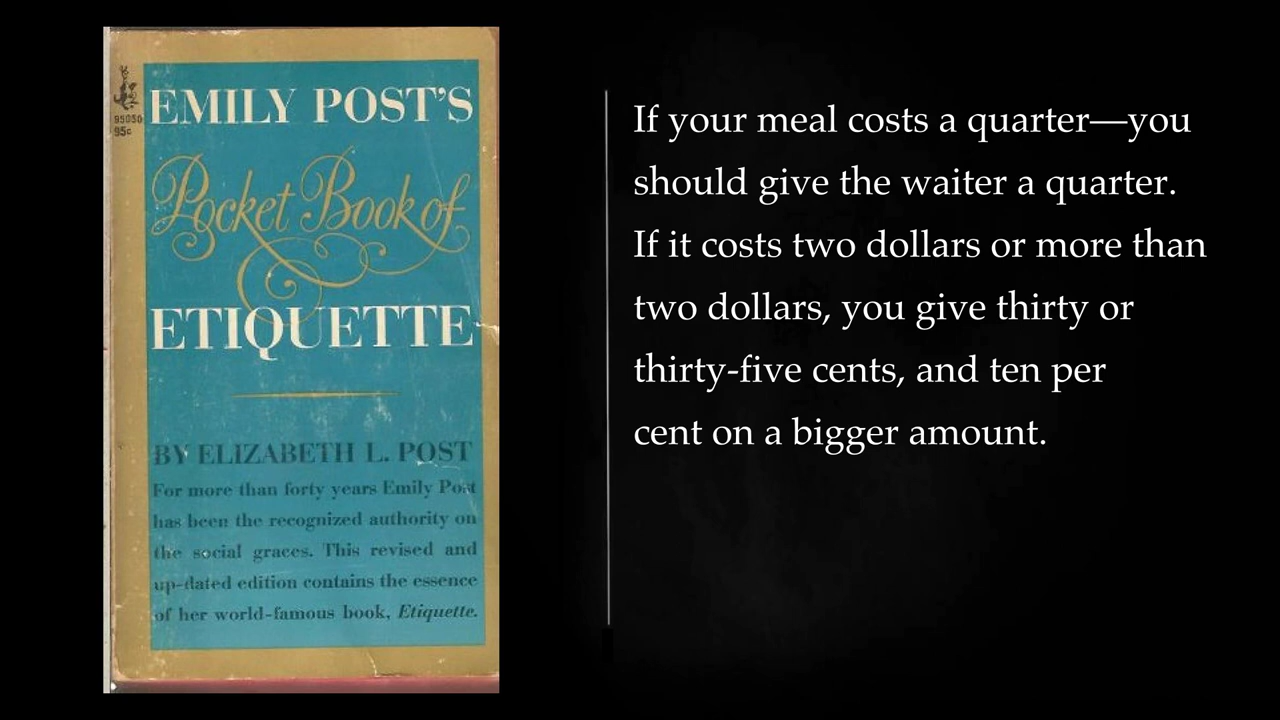 EMILY POST'S
Pocket Book of
ETIQUETTE
95050
95c
BY ELIZABETH L. POST
For more than forty years Emily Post
has been the recognized authority on
the social graces. This revised and
up-dated edition contains the essence
of her world-famous book, Etiquette.
If your meal costs a quarter—you
should give the waiter a quarter.
If it costs two dollars or more than
two dollars, you give thirty or
thirty-five cents, and ten per
cent on a bigger amount.